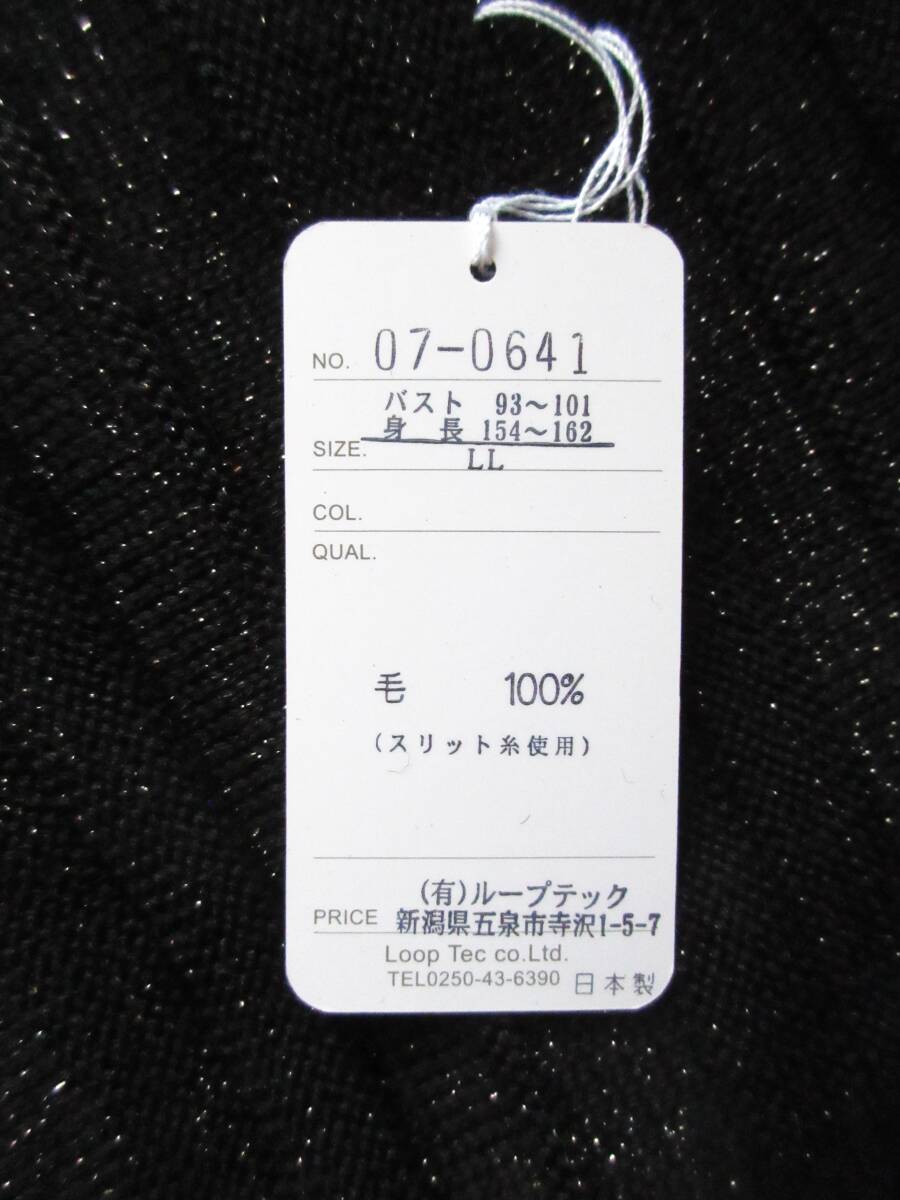 NO. 07-0641
バスト 93～101
身長 154～162
SIZE. LL
COL.
QUAL.
毛 100%
(スリット糸使用)
(有)ループテック
PRICE 新潟県五泉市寺沢1-5-7
Loop Tec co.Ltd.
TEL0250-43-6390 日本製